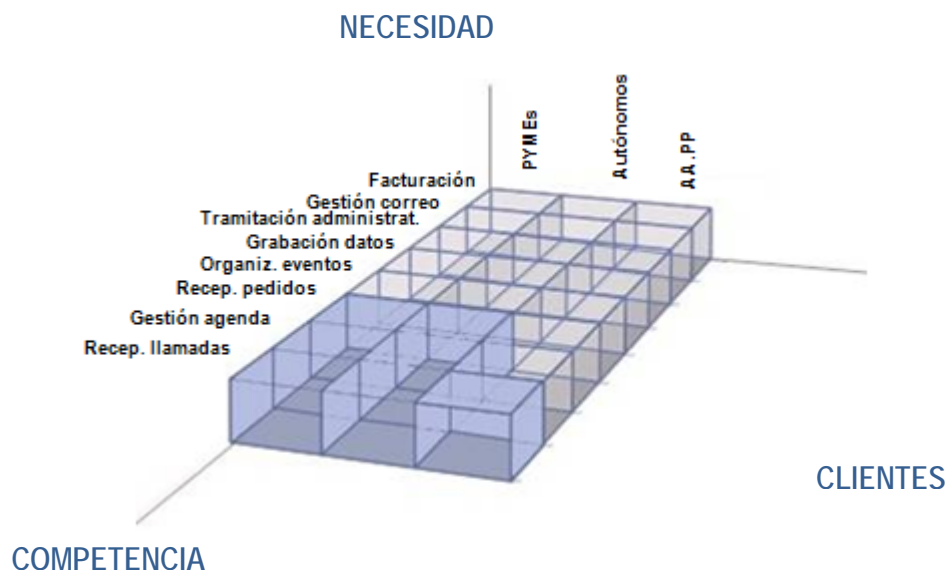 NECESIDAD
PYMEs
Autónomos
AA.PP
Facturación
Gestión correo
Tramitación administrat.
Grabación datos
Organiz. eventos
Recep. pedidos
Gestión agenda
Recep. llamadas
CLIENTES
COMPETENCIA